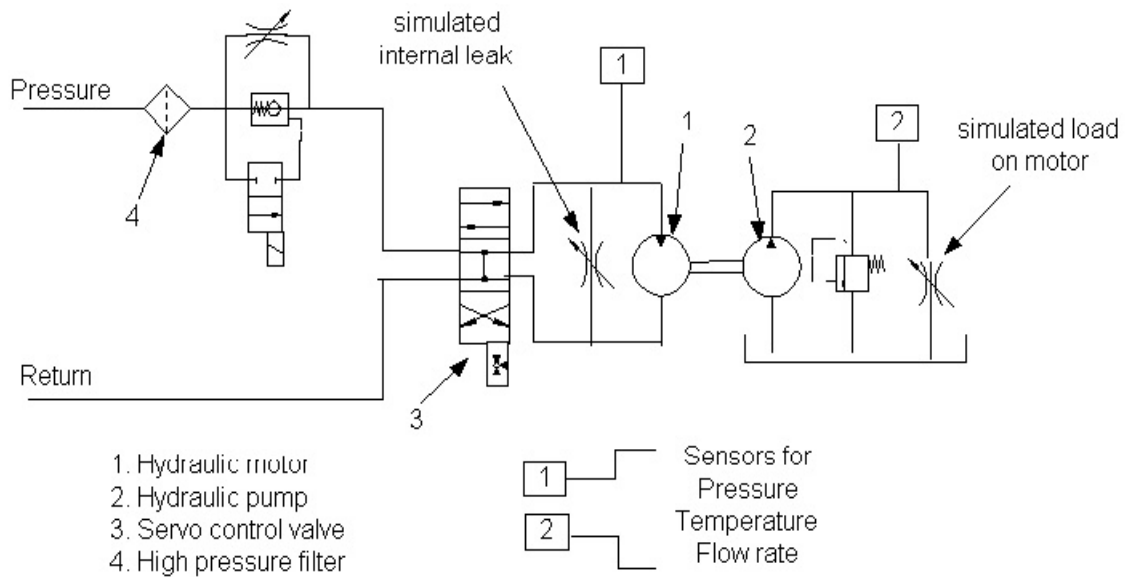 simulated
internal leak
1
Pressure
1
2
2
simulated load
on motor
4
3
Return
1. Hydraulic motor
2. Hydraulic pump
3. Servo control valve
4. High pressure filter
1
2
Sensors for
Pressure
Temperature
Flow rate